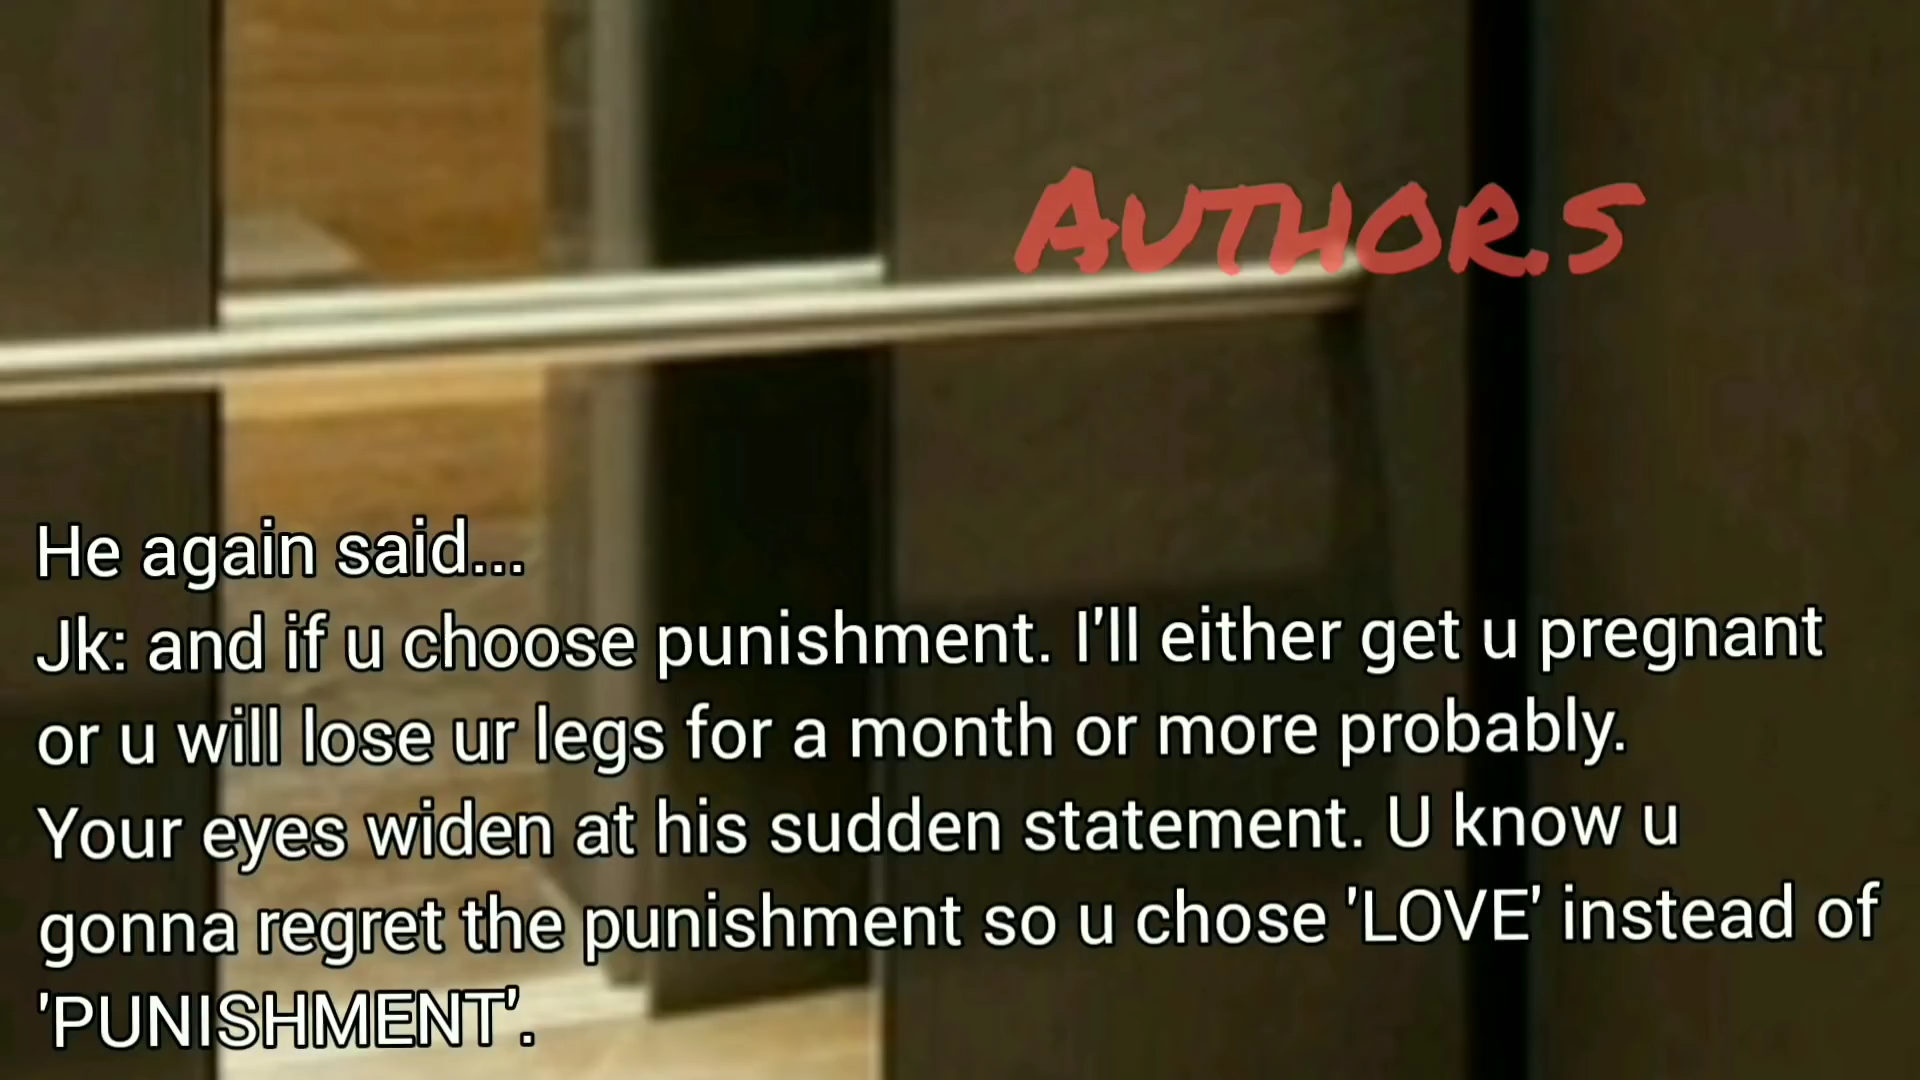 AUTHOR.S
He again said...
Jk: and if u choose punishment. I'll either get u pregnant
or u will lose ur legs for a month or more probably.
Your eyes widen at his sudden statement. U know u
gonna regret the punishment so u chose 'LOVE' instead of
'PUNISHMENT'.